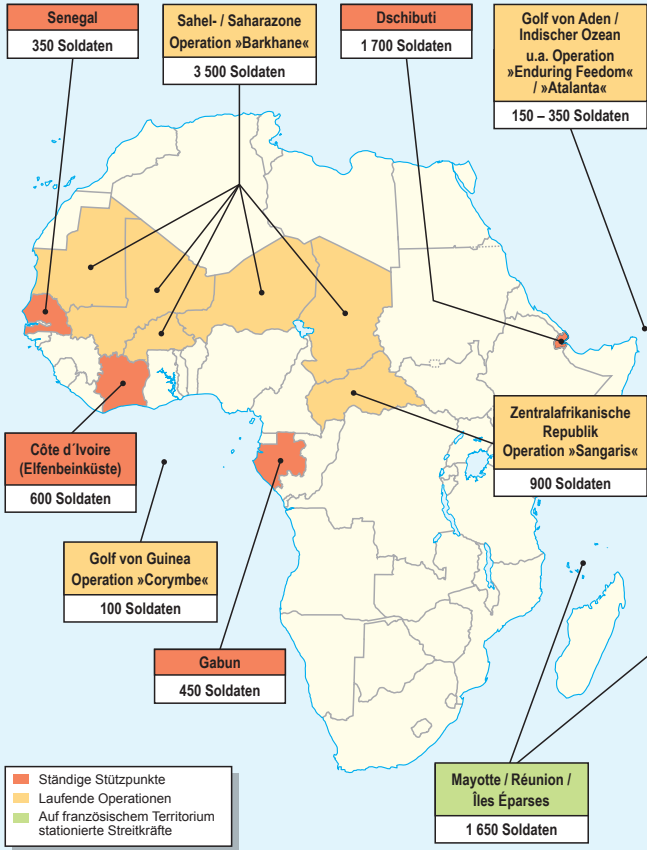 Senegal
350 Soldaten
Sahel- / Saharazone
Operation »Barkhane«
3 500 Soldaten
Dschibuti
1 700 Soldaten
Golf von Aden /
Indischer Ozean
u.a. Operation
»Enduring Feedom«
/ »Atalanta«
150 – 350 Soldaten
Côte d´Ivoire
(Elfenbeinküste)
600 Soldaten
Zentralafrikanische
Republik
Operation »Sangaris«
900 Soldaten
Golf von Guinea
Operation »Corymbe«
100 Soldaten
Gabun
450 Soldaten
Mayotte / Réunion /
Îles Éparses
1 650 Soldaten
Ständige Stützpunkte
Laufende Operationen
Auf französischem Territorium
stationierte Streitkräfte